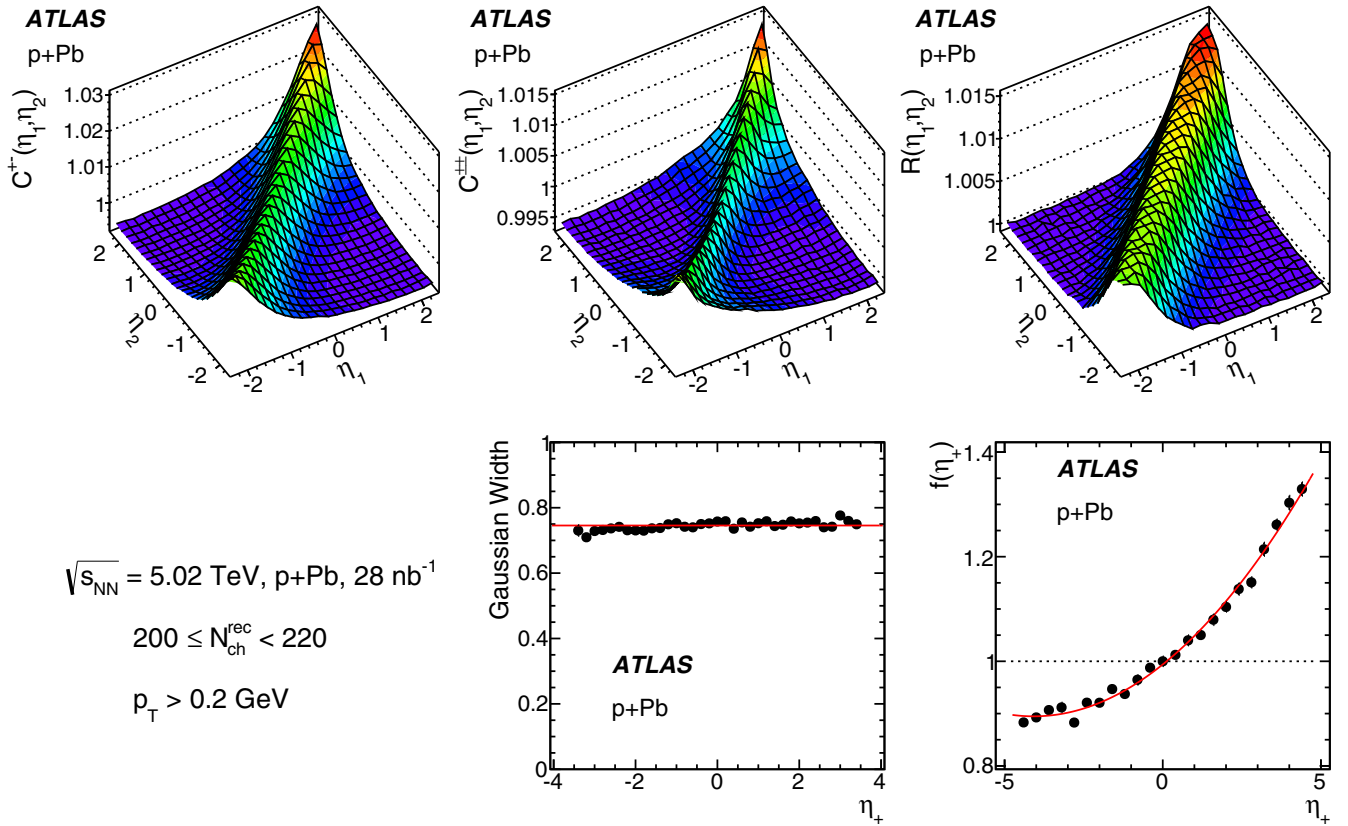 ATLAS
p+Pb
C⁺⁻(η₁,η₂)
1.03
1.02
1.01
1
2
1
0
-1
-2
η₂
-2
-1
0
1
2
η₁
ATLAS
p+Pb
C^±±(η₁,η₂)
1.015
1.01
1.005
1
0.995
2
1
0
-1
-2
η₂
-2
-1
0
1
2
η₁
ATLAS
p+Pb
R(η₁,η₂)
1.015
1.01
1.005
1
2
1
0
-1
-2
η₂
-2
-1
0
1
2
η₁
√s_NN = 5.02 TeV, p+Pb, 28 nb⁻¹
200 ≤ N_ch^rec < 220
p_T > 0.2 GeV
Gaussian Width
1
0.8
0.6
0.4
0.2
0
ATLAS
p+Pb
-4 -2 0 2 4
η₊
f(η₊)
1.4
1.2
1
0.8
ATLAS
p+Pb
-5 0 5
η₊